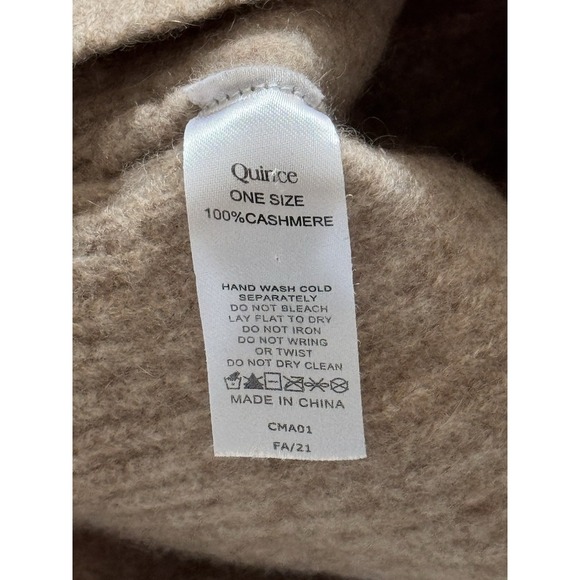 Quince
ONE SIZE
100%CASHMERE
HAND WASH COLD
SEPARATELY
DO NOT BLEACH
LAY FLAT TO DRY
DO NOT IRON
DO NOT WRING
OR TWIST
DO NOT DRY CLEAN
MADE IN CHINA
CMA01
FA/21